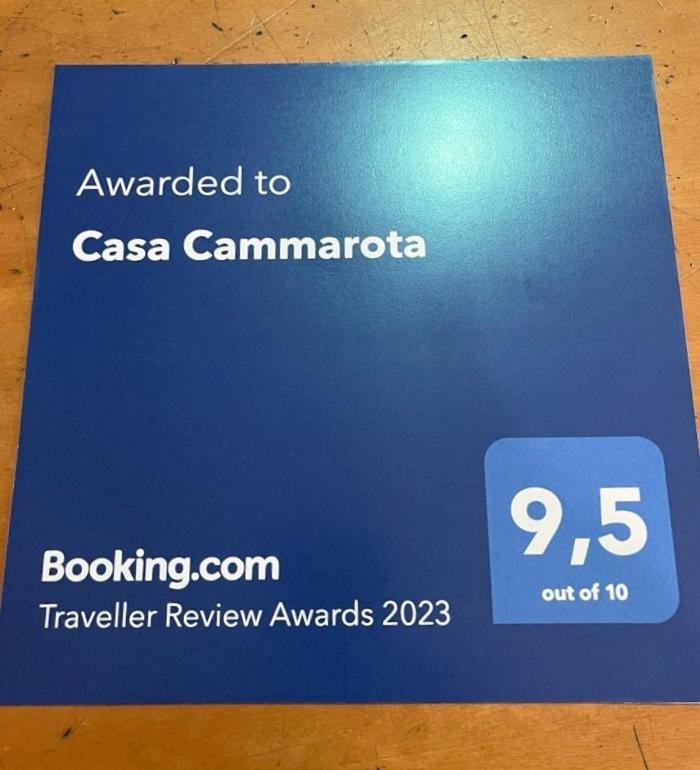 Awarded to
Casa Cammarota
9,5
out of 10
Booking.com
Traveller Review Awards 2023